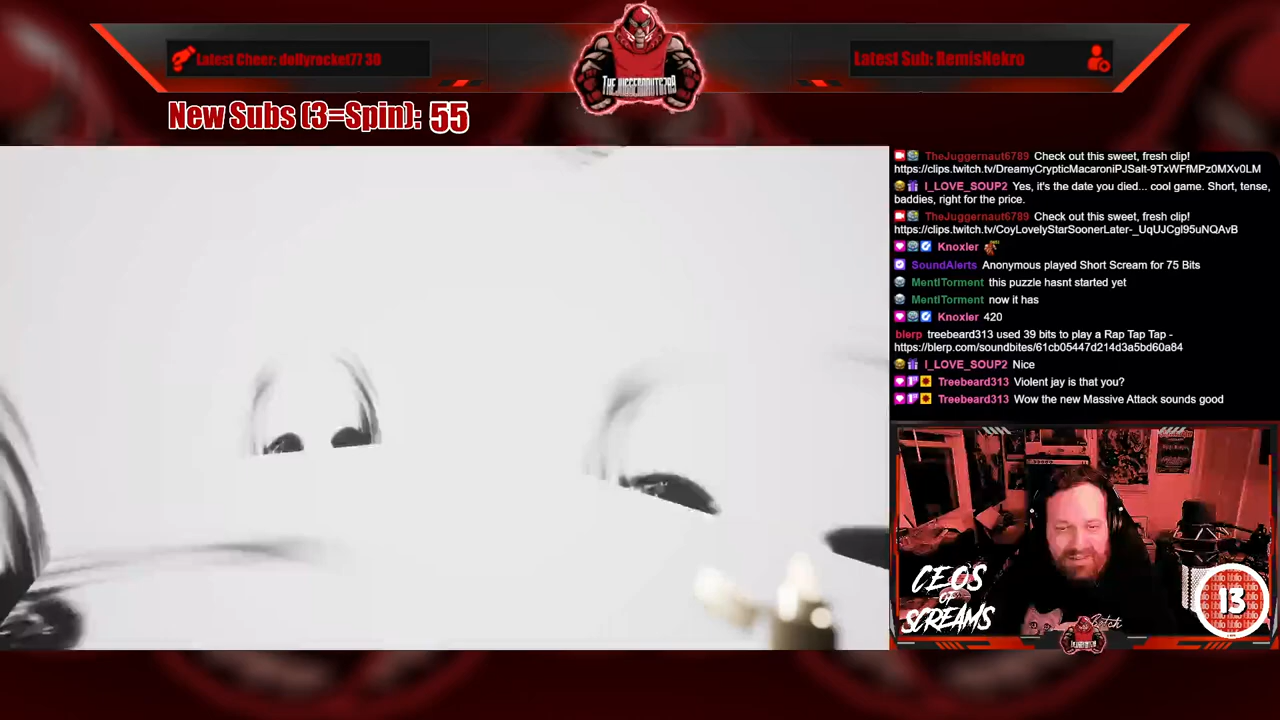 Latest Cheer: dollyrocket77 30
THEJUGGERNAUT6789
Latest Sub: RemisNekro
New Subs (3=Spin): 55
TheJuggernaut6789 Check out this sweet, fresh clip!
https://clips.twitch.tv/DreamyCrypticMacaroniPJSalt-9TxWFfMPz0MXv0LM
I_LOVE_SOUP2 Yes, it's the date you died... cool game. Short, tense,
baddies, right for the price.
TheJuggernaut6789 Check out this sweet, fresh clip!
https://clips.twitch.tv/CoyLovelyStarSoonerLater-_UqUJCgl95uNQAvB
Knoxler
SoundAlerts Anonymous played Short Scream for 75 Bits
MentlTorment this puzzle hasnt started yet
MentlTorment now it has
Knoxler 420
blerp treebeard313 used 39 bits to play a Rap Tap Tap -
https://blerp.com/soundbites/61cb05447d214d3a5bd60a84
I_LOVE_SOUP2 Nice
Treebeard313 Violent jay is that you?
Treebeard313 Wow the new Massive Attack sounds good
CEOS
OF
SCREAMS
13